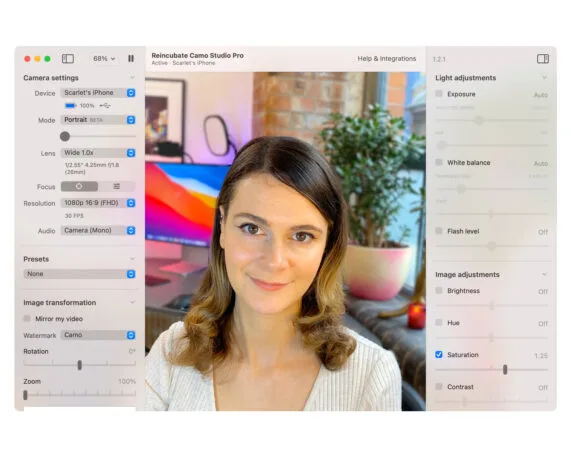 68%
Reincubate Camo Studio Pro
Active · Scarlet's iPhone
Help & Integrations
1.2.1
Camera settings
Device Scarlet's iPhone
100%
Mode Portrait BETA
Lens Wide 1.0x
1/2.55" 4.25mm f/1.8
(26mm)
Focus
Resolution 1080p 16:9 (FHD)
30 FPS
Audio Camera (Mono)
Presets
None
Image transformation
Mirror my video
Watermark Camo
Rotation 0°
Zoom 100%
Light adjustments
Exposure Auto
White balance Auto
Flash level Off
Image adjustments
Brightness Off
Hue Off
Saturation 1.25
Contrast Off